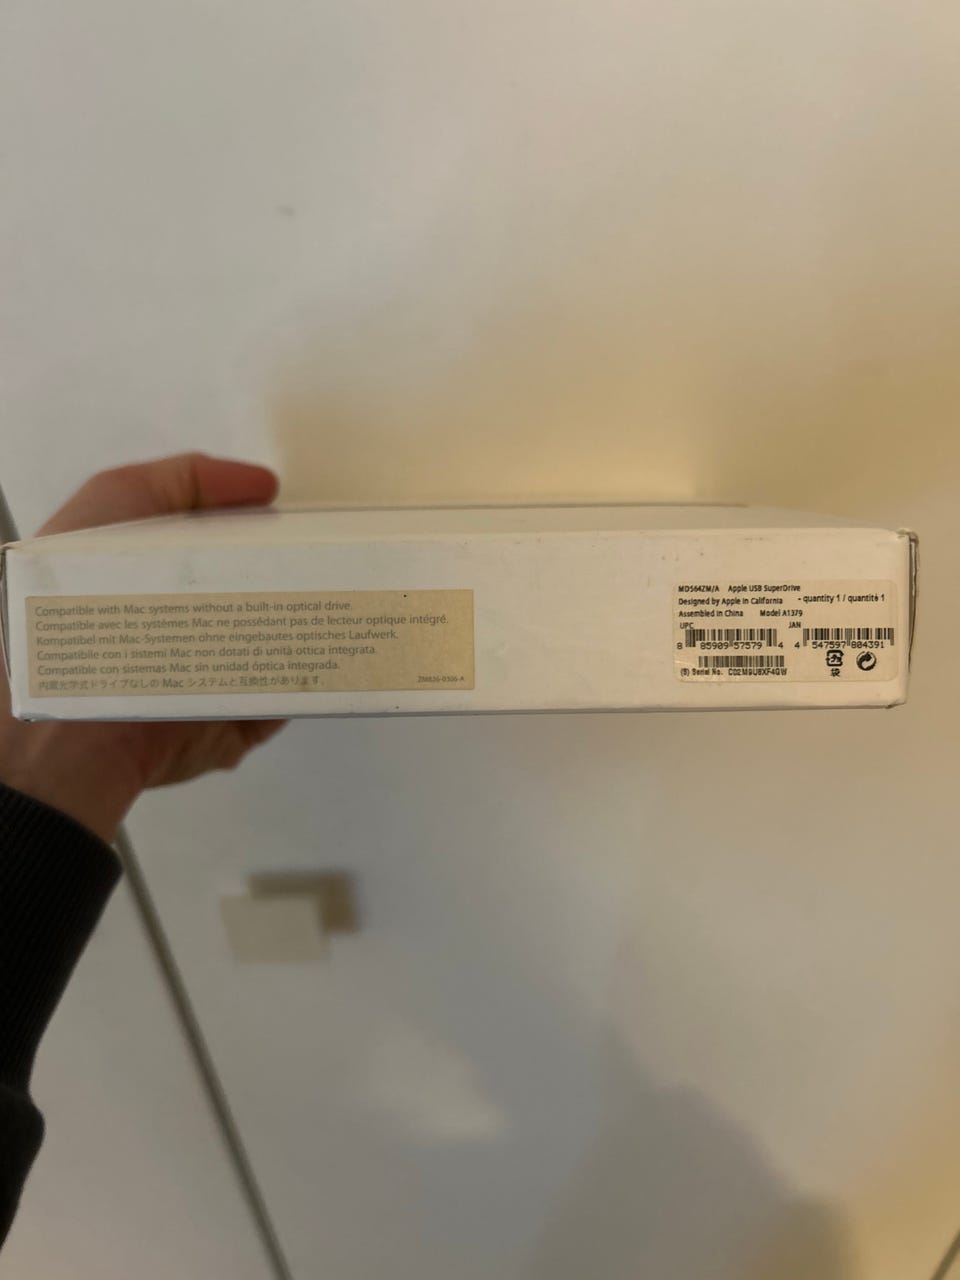 Compatible with Mac systems without a built-in optical drive.
Compatible avec les systèmes Mac ne possédant pas de lecteur optique intégré.
Kompatibel mit Mac-Systemen ohne eingebautes optisches Laufwerk.
Compatibile con i sistemi Mac non dotati di unità ottica integrata.
Compatible con sistemas Mac sin unidad óptica integrada.
内蔵光学式ドライブなしの Mac システムと互換性があります。
ZM826-0306-A
MD564ZM/A Apple USB SuperDrive
Designed by Apple in California - quantity 1 / quantité 1
Assembled in China Model A1379
UPC JAN
8 85909 57579 4 4 547597 804391
(S) Serial No. C02M9U6XF4GW
袋